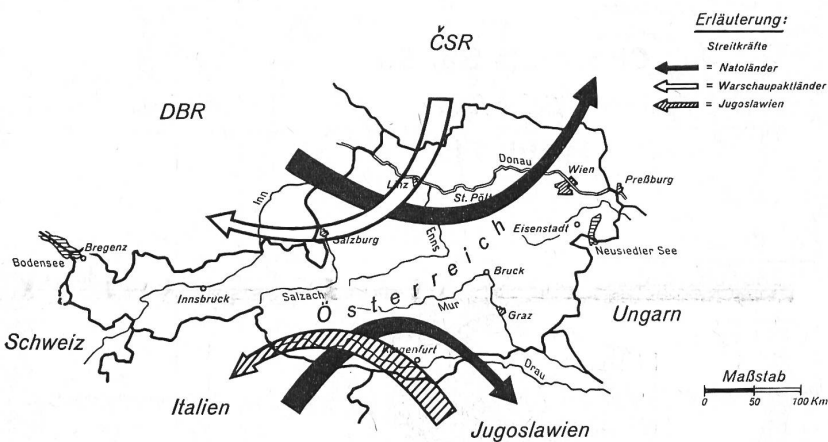 Erläuterung:
Streitkräfte
= Natoländer
= Warschaupaktländer
= Jugoslawien
ČSR
DBR
Donau
Wien
Preßburg
Linz
St. Pölt
Inn
Enns
Eisenstadt
Neusiedler See
Salzburg
Bregenz
Bodensee
Innsbruck
Salzach
Österreich
Bruck
Mur
Graz
Ungarn
Schweiz
Klagenfurt
Drau
Italien
Jugoslawien
Maßstab
0 50 100 Km